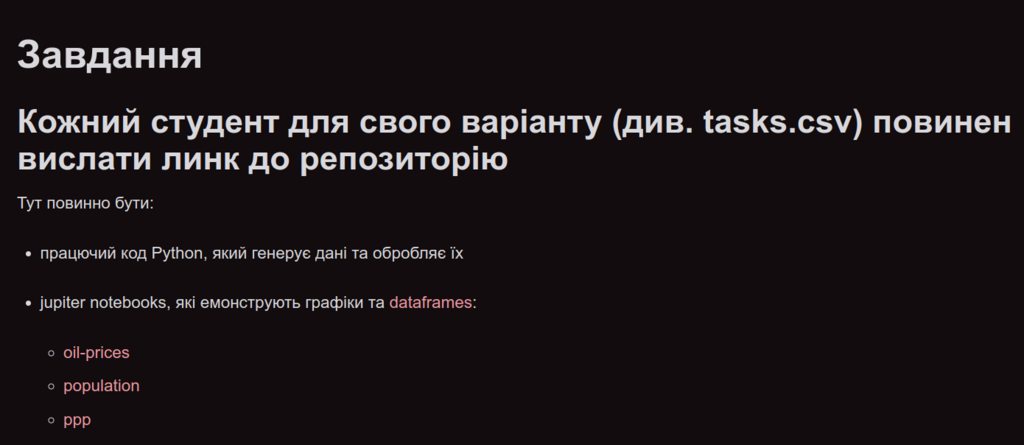 Завдання
Кожний студент для свого варіанту (див. tasks.csv) повинен
вислати линк до репозиторію
Тут повинно бути:
працючий код Python, який генерує дані та обробляє їх
jupiter notebooks, які емонструють графіки та dataframes:
oil-prices
population
ppp